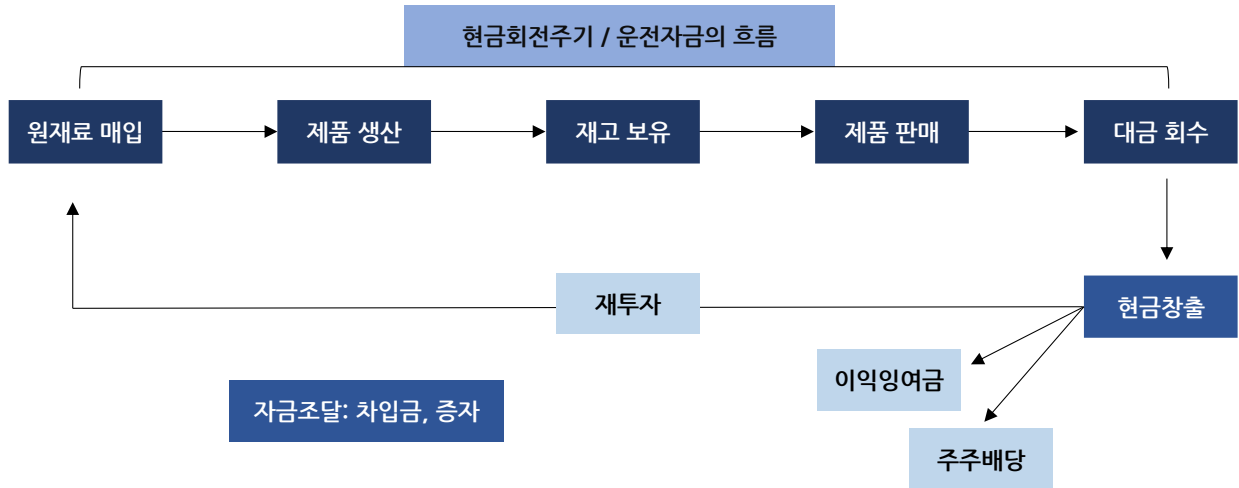 현금회전주기 / 운전자금의 흐름
원재료 매입
제품 생산
재고 보유
제품 판매
대금 회수
재투자
현금창출
이익잉여금
자금조달: 차입금, 증자
주주배당